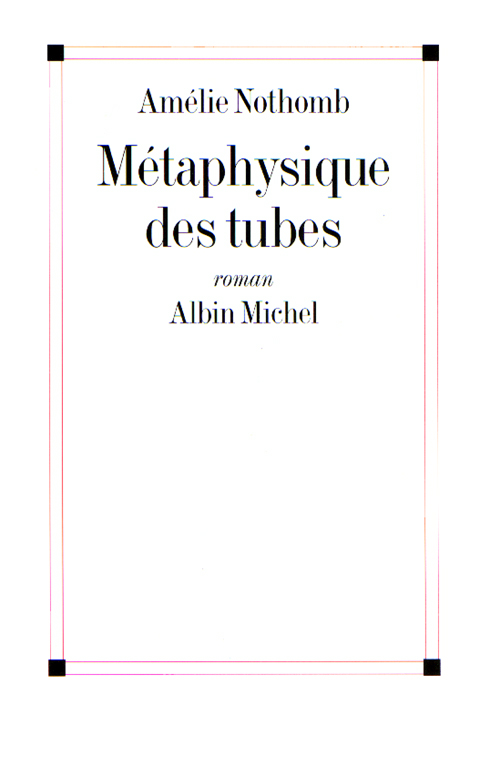 Amélie Nothomb
Métaphysique
des tubes
roman
Albin Michel